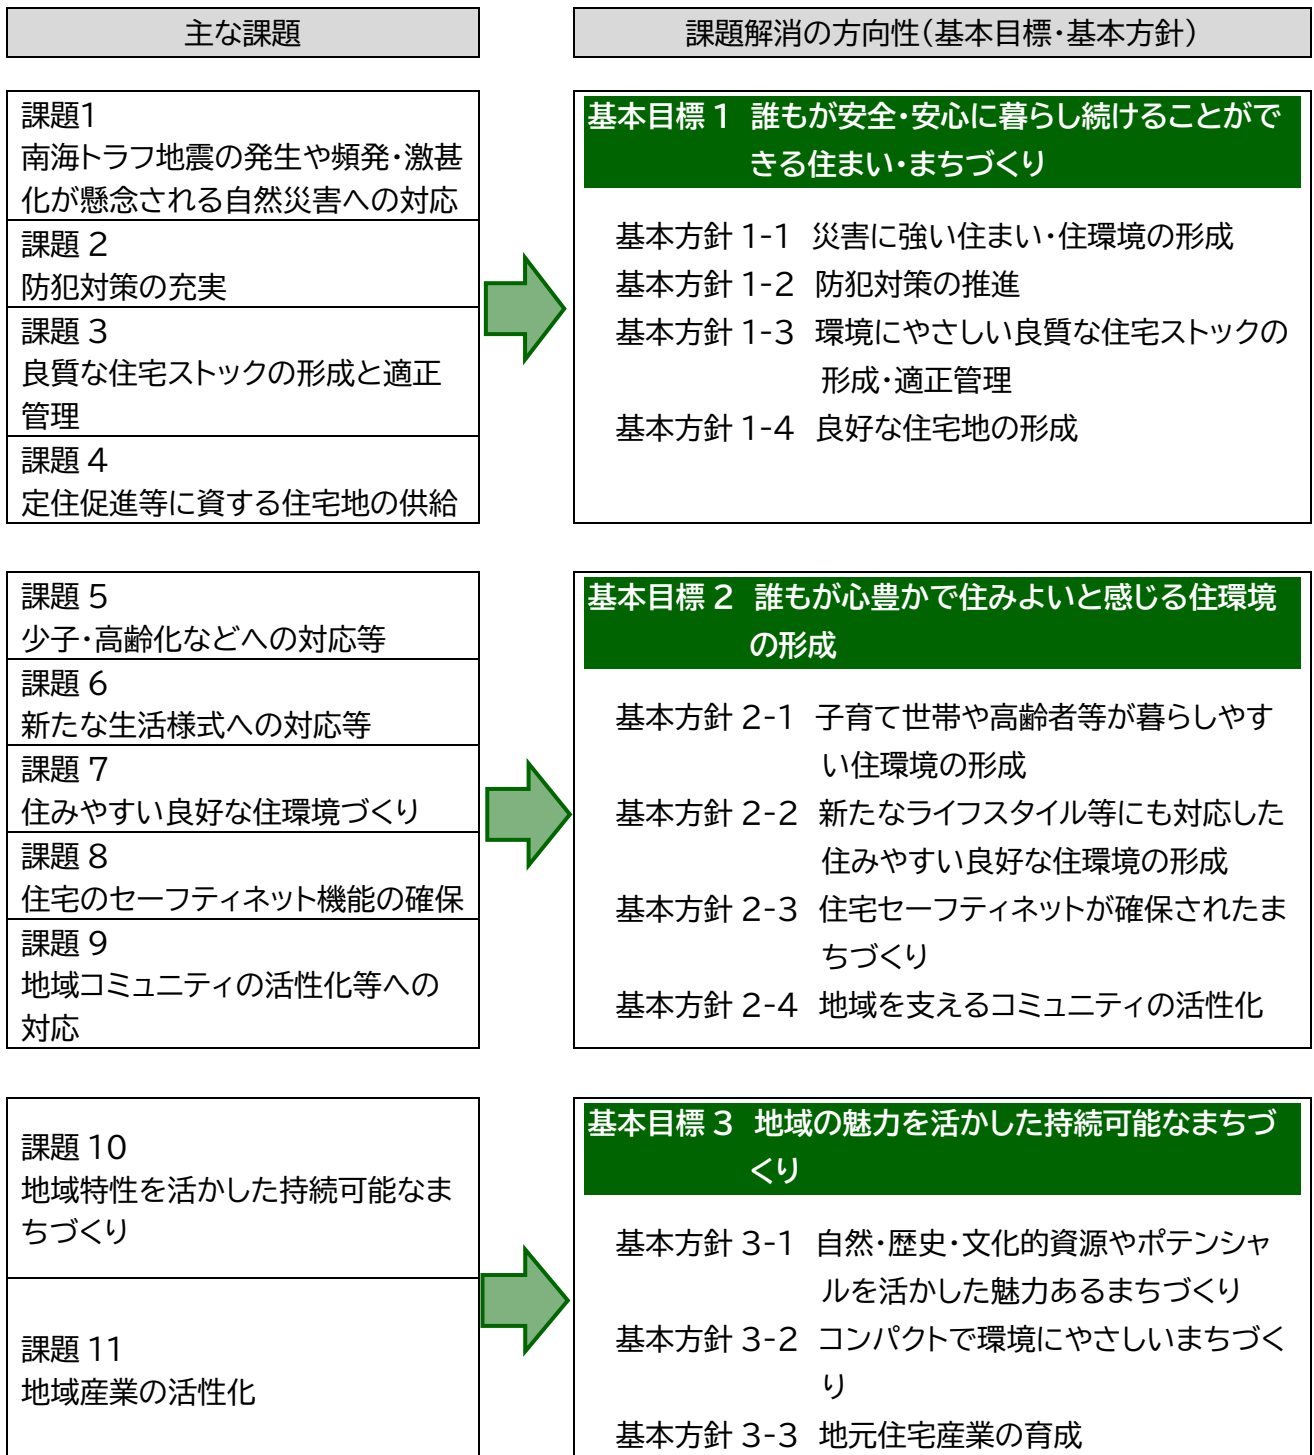 主な課題
課題解消の方向性(基本目標・基本方針)
課題1
南海トラフ地震の発生や頻発・激甚
化が懸念される自然災害への対応
課題 2
防犯対策の充実
課題 3
良質な住宅ストックの形成と適正
管理
課題 4
定住促進等に資する住宅地の供給
基本目標 1 誰もが安全・安心に暮らし続けることがで
きる住まい・まちづくり
基本方針 1-1 災害に強い住まい・住環境の形成
基本方針 1-2 防犯対策の推進
基本方針 1-3 環境にやさしい良質な住宅ストックの
形成・適正管理
基本方針 1-4 良好な住宅地の形成
課題 5
少子・高齢化などへの対応等
課題 6
新たな生活様式への対応等
課題 7
住みやすい良好な住環境づくり
課題 8
住宅のセーフティネット機能の確保
課題 9
地域コミュニティの活性化等への
対応
基本目標 2 誰もが心豊かで住みよいと感じる住環境
の形成
基本方針 2-1 子育て世帯や高齢者等が暮らしやす
い住環境の形成
基本方針 2-2 新たなライフスタイル等にも対応した
住みやすい良好な住環境の形成
基本方針 2-3 住宅セーフティネットが確保されたま
ちづくり
基本方針 2-4 地域を支えるコミュニティの活性化
課題 10
地域特性を活かした持続可能なま
ちづくり
課題 11
地域産業の活性化
基本目標 3 地域の魅力を活かした持続可能なまちづ
くり
基本方針 3-1 自然・歴史・文化的資源やポテンシャ
ルを活かした魅力あるまちづくり
基本方針 3-2 コンパクトで環境にやさしいまちづく
り
基本方針 3-3 地元住宅産業の育成